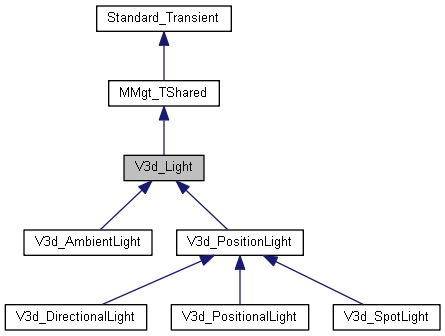 Standard_Transient
MMgt_TShared
V3d_Light
V3d_AmbientLight
V3d_PositionLight
V3d_DirectionalLight
V3d_PositionalLight
V3d_SpotLight